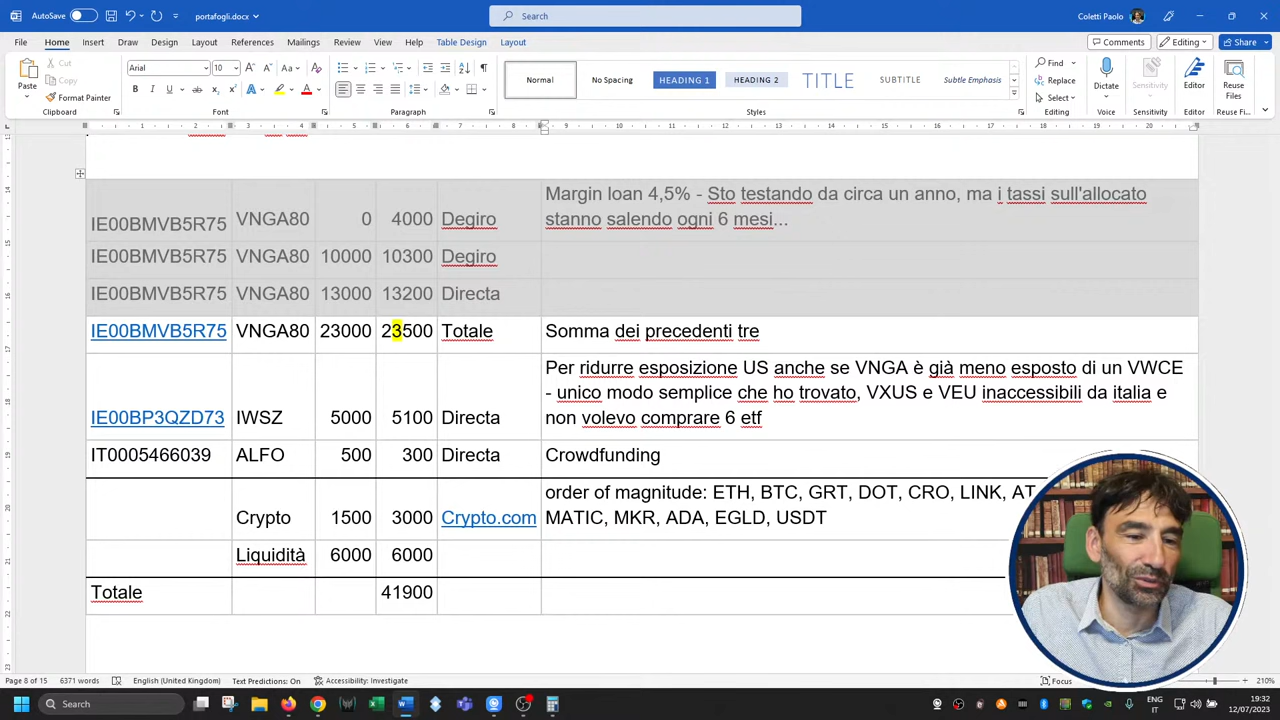 AutoSave
portafogli.docx
Search
Coletti Paolo
File Home Insert Draw Design Layout References Mailings Review View Help Table Design Layout
Comments Editing Share
Cut
Copy
Format Painter
Paste
Clipboard
Arial 10
Font
Paragraph
Normal No Spacing HEADING 1 HEADING 2 TITLE SUBTITLE Subtle Emphasis
Styles
Find
Replace
Select
Editing
Dictate
Voice
Sensitivity
Sensitivity
Editor
Editor
Reuse Files
Reuse Fi...
IE00BMVB5R75 VNGA80 0 4000 Degiro Margin loan 4,5% - Sto testando da circa un anno, ma i tassi sull'allocato
stanno salendo ogni 6 mesi...
IE00BMVB5R75 VNGA80 10000 10300 Degiro
IE00BMVB5R75 VNGA80 13000 13200 Directa
IE00BMVB5R75 VNGA80 23000 23500 Totale Somma dei precedenti tre
Per ridurre esposizione US anche se VNGA è già meno esposto di un VWCE
- unico modo semplice che ho trovato, VXUS e VEU inaccessibili da italia e
IE00BP3QZD73 IWSZ 5000 5100 Directa non volevo comprare 6 etf
IT0005466039 ALFO 500 300 Directa Crowdfunding
order of magnitude: ETH, BTC, GRT, DOT, CRO, LINK, AT
Crypto 1500 3000 Crypto.com MATIC, MKR, ADA, EGLD, USDT
Liquidità 6000 6000
Totale 41900
Page 8 of 15 6371 words English (United Kingdom) Text Predictions: On Accessibility: Investigate
Focus
210%
Search
ENG
IT
19:32
12/07/2023